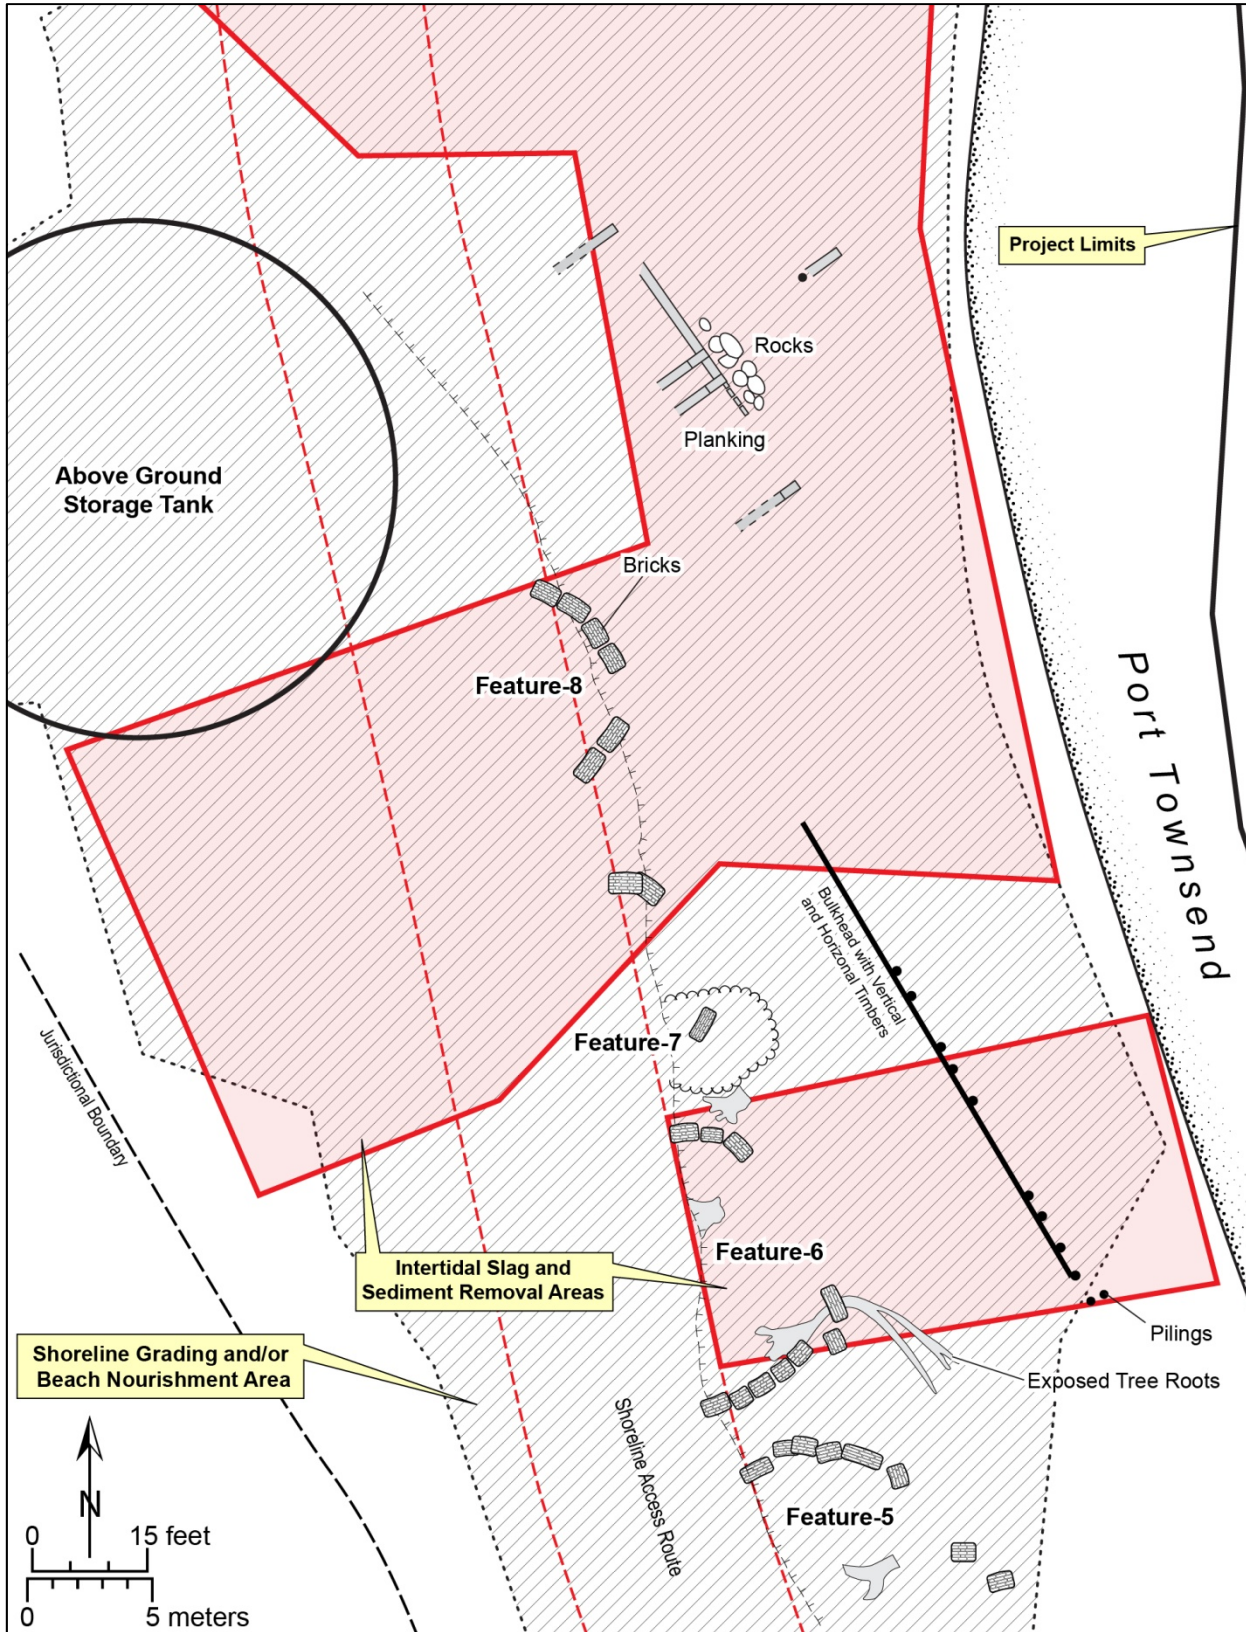 Project Limits
Rocks
Planking
Above Ground
Storage Tank
Bricks
Feature-8
Port Townsend
Bulkhead with Vertical
and Horizonal Timbers
Feature-7
Jurisdictional Boundary
Feature-6
Intertidal Slag and
Sediment Removal Areas
Pilings
Shoreline Grading and/or
Beach Nourishment Area
Exposed Tree Roots
Shoreline Access Route
Feature-5
N
0 15 feet
0 5 meters